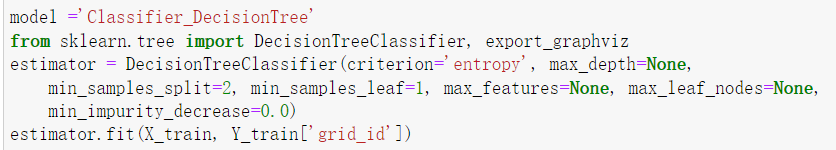 model ='Classifier_DecisionTree'
from sklearn.tree import DecisionTreeClassifier, export_graphviz
estimator = DecisionTreeClassifier(criterion='entropy', max_depth=None,
    min_samples_split=2, min_samples_leaf=1, max_features=None, max_leaf_nodes=None,
    min_impurity_decrease=0.0)
estimator.fit(X_train, Y_train['grid_id'])